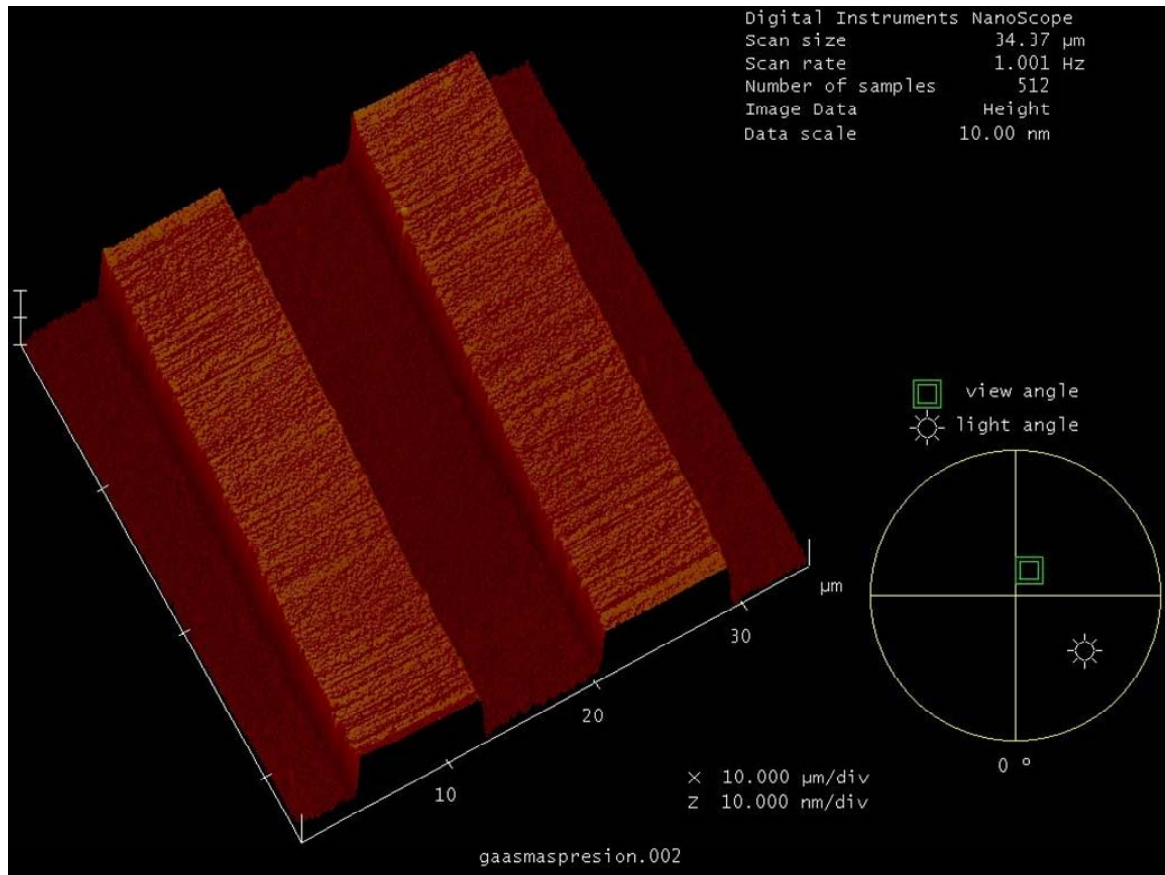 Digital Instruments NanoScope
Scan size 34.37 µm
Scan rate 1.001 Hz
Number of samples 512
Image Data Height
Data scale 10.00 nm
view angle
light angle
µm
30
20
10
X 10.000 µm/div
Z 10.000 nm/div
0 º
gaasmaspresion.002